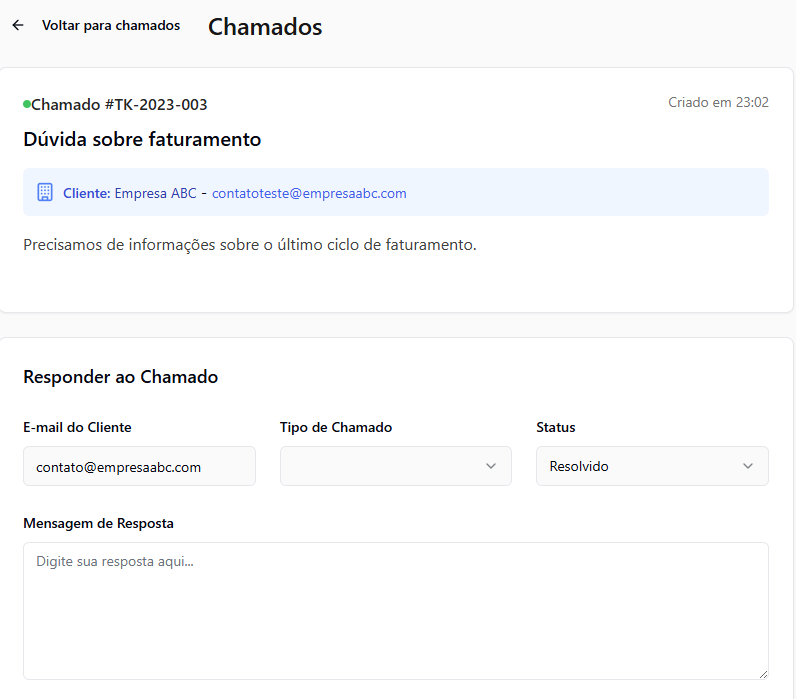 Voltar para chamados Chamados
Chamado #TK-2023-003 Criado em 23:02
Dúvida sobre faturamento
Cliente: Empresa ABC - contatoteste@empresaabc.com
Precisamos de informações sobre o último ciclo de faturamento.
Responder ao Chamado
E-mail do Cliente Tipo de Chamado Status
contato@empresaabc.com Resolvido
Mensagem de Resposta
Digite sua resposta aqui...